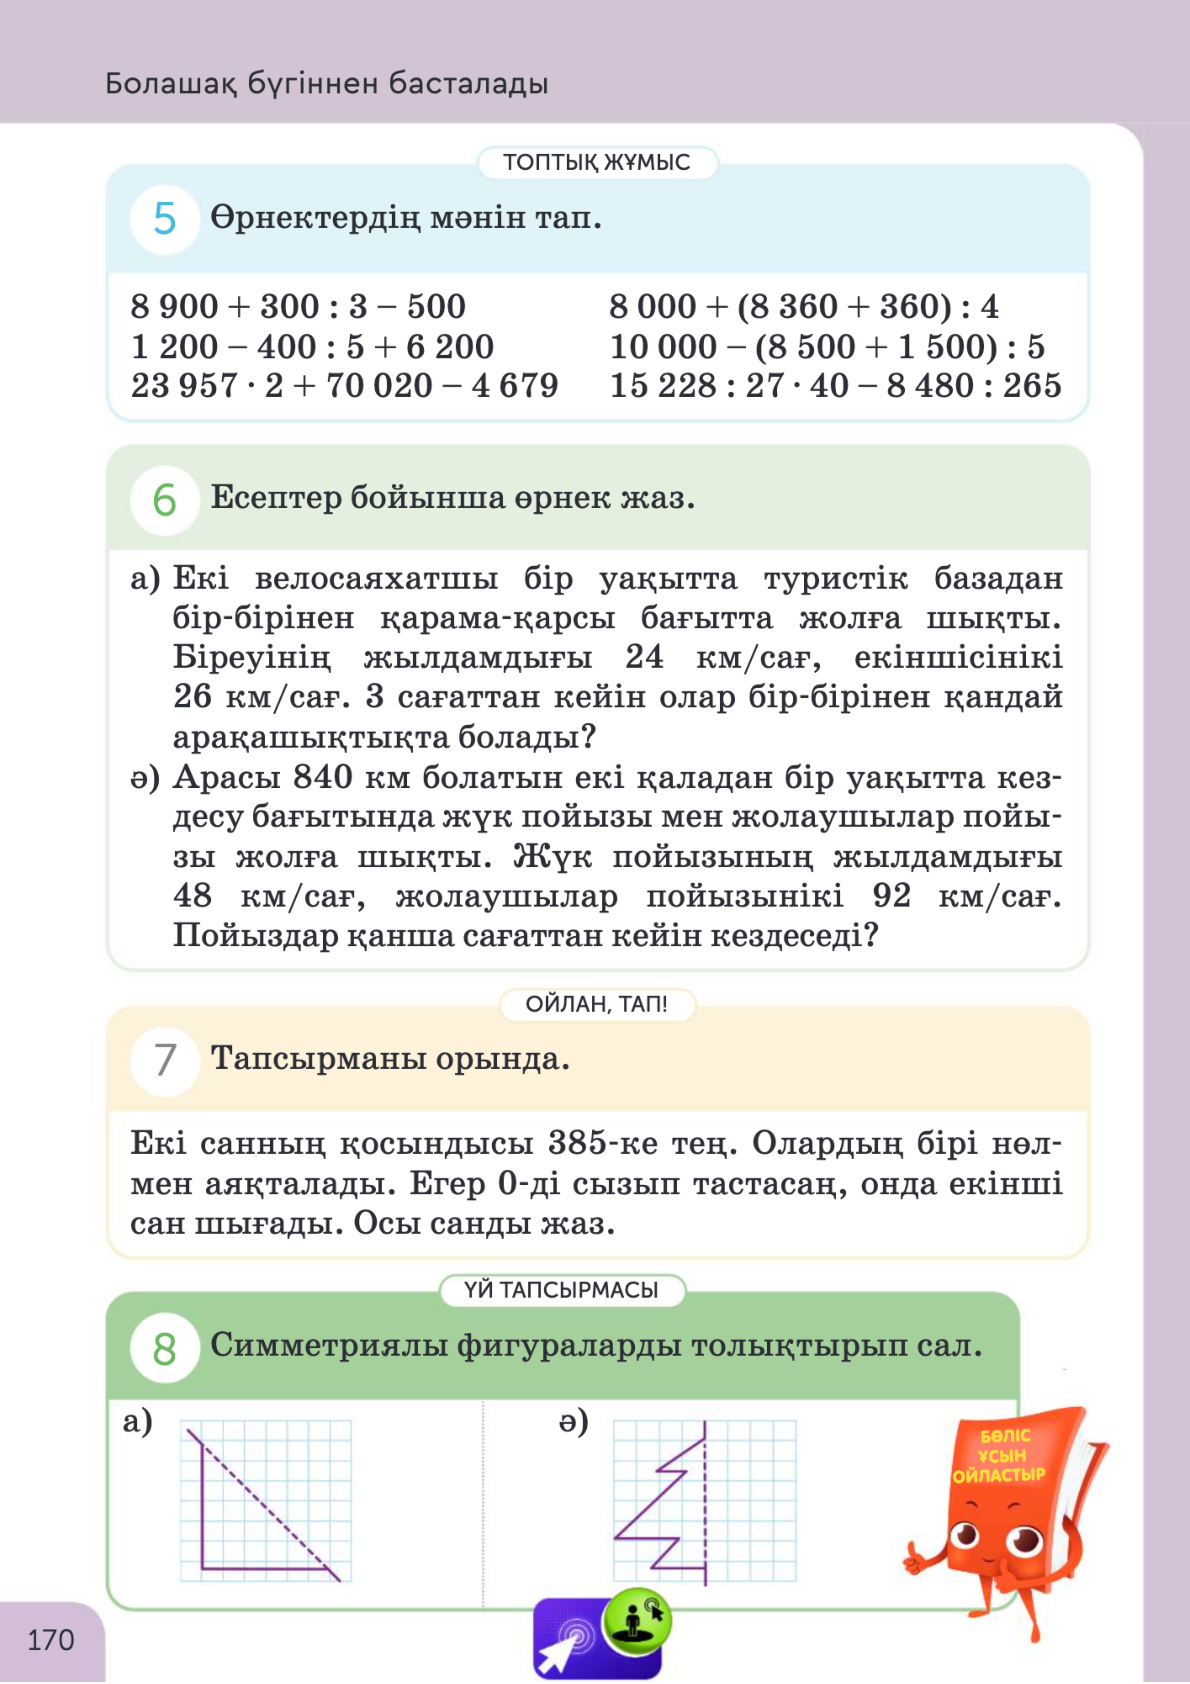 Болашақ бүгіннен басталады
ТОПТЫҚ ЖҰМЫС
5 Өрнектердің мәнін тап.
8 900 + 300 : 3 – 500
1 200 – 400 : 5 + 6 200
23 957 · 2 + 70 020 – 4 679
8 000 + (8 360 + 360) : 4
10 000 – (8 500 + 1 500) : 5
15 228 : 27 · 40 – 8 480 : 265
6 Есептер бойынша өрнек жаз.
а) Екі велосаяхатшы бір уақытта туристік базадан
бір-бірінен қарама-қарсы бағытта жолға шықты.
Біреуінің жылдамдығы 24 км/сағ, екіншісінікі
26 км/сағ. 3 сағаттан кейін олар бір-бірінен қандай
арақашықтықта болады?
ә) Арасы 840 км болатын екі қаладан бір уақытта кез-
десу бағытында жүк пойызы мен жолаушылар пойы-
зы жолға шықты. Жүк пойызының жылдамдығы
48 км/сағ, жолаушылар пойызынікі 92 км/сағ.
Пойыздар қанша сағаттан кейін кездеседі?
ОЙЛАН, ТАП!
7 Тапсырманы орында.
Екі санның қосындысы 385-ке тең. Олардың бірі нөл-
мен аяқталады. Егер 0-ді сызып тастасаң, онда екінші
сан шығады. Осы санды жаз.
ҮЙ ТАПСЫРМАСЫ
8 Симметриялы фигураларды толықтырып сал.
а)
ә)
БӨЛІС
ҰСЫН
ОЙЛАСТЫР
170